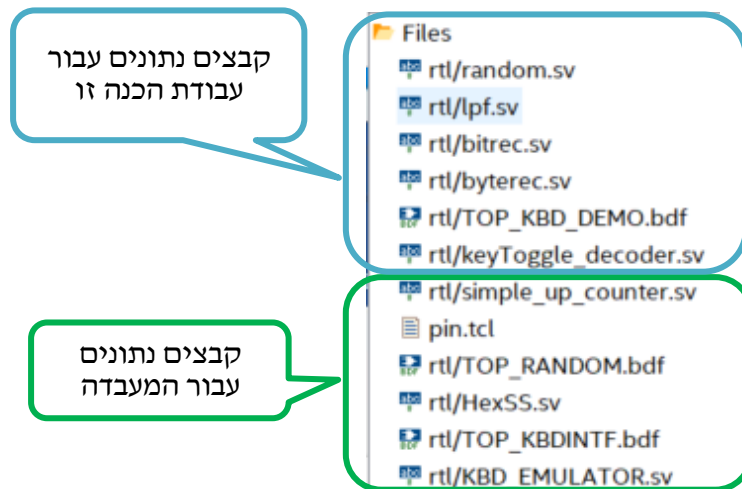 קבצים נתונים עבור
עבודת הכנה זו
Files
rtl/random.sv
rtl/lpf.sv
rtl/bitrec.sv
rtl/byterec.sv
rtl/TOP_KBD_DEMO.bdf
rtl/keyToggle_decoder.sv
קבצים נתונים
עבור המעבדה
rtl/simple_up_counter.sv
pin.tcl
rtl/TOP_RANDOM.bdf
rtl/HexSS.sv
rtl/TOP_KBDINTF.bdf
rtl/KBD_EMULATOR.sv